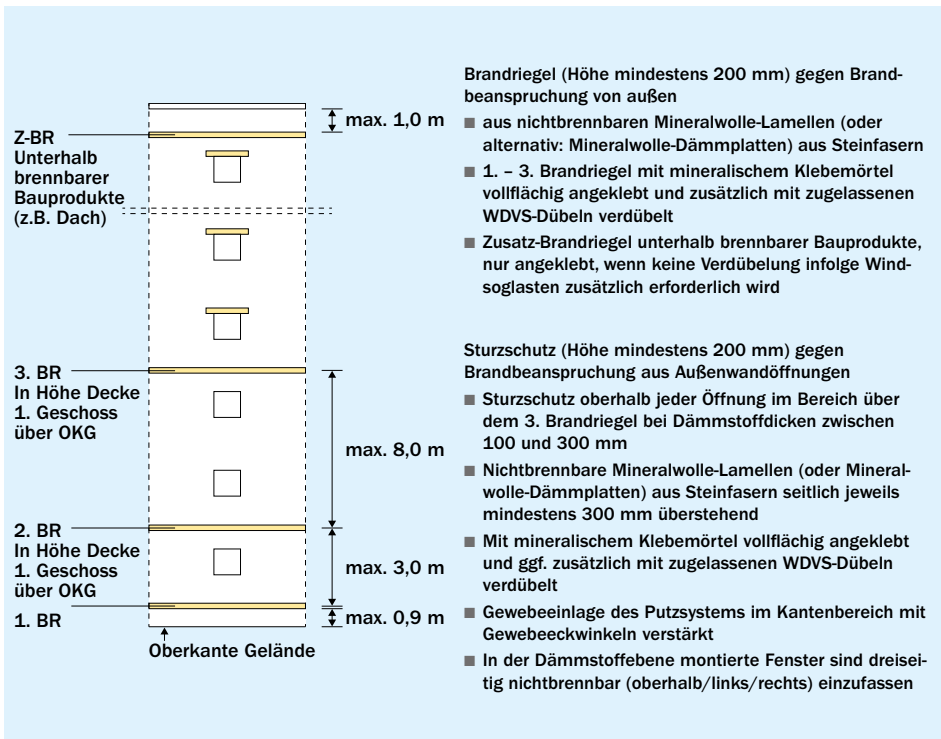 max. 1,0 m
Z-BR
Unterhalb
brennbarer
Bauprodukte
(z.B. Dach)
3. BR
In Höhe Decke
1. Geschoss
über OKG
max. 8,0 m
2. BR
In Höhe Decke
1. Geschoss
über OKG
max. 3,0 m
1. BR
max. 0,9 m
Oberkante Gelände
Brandriegel (Höhe mindestens 200 mm) gegen Brand-
beanspruchung von außen
■ aus nichtbrennbaren Mineralwolle-Lamellen (oder
alternativ: Mineralwolle-Dämmplatten) aus Steinfasern
■ 1. – 3. Brandriegel mit mineralischem Klebemörtel
vollflächig angeklebt und zusätzlich mit zugelassenen
WDVS-Dübeln verdübelt
■ Zusatz-Brandriegel unterhalb brennbarer Bauprodukte,
nur angeklebt, wenn keine Verdübelung infolge Wind-
soglasten zusätzlich erforderlich wird
Sturzschutz (Höhe mindestens 200 mm) gegen
Brandbeanspruchung aus Außenwandöffnungen
■ Sturzschutz oberhalb jeder Öffnung im Bereich über
dem 3. Brandriegel bei Dämmstoffdicken zwischen
100 und 300 mm
■ Nichtbrennbare Mineralwolle-Lamellen (oder Mineral-
wolle-Dämmplatten) aus Steinfasern seitlich jeweils
mindestens 300 mm überstehend
■ Mit mineralischem Klebemörtel vollflächig angeklebt
und ggf. zusätzlich mit zugelassenen WDVS-Dübeln
verdübelt
■ Gewebeeinlage des Putzsystems im Kantenbereich mit
Gewebeeckwinkeln verstärkt
■ In der Dämmstoffebene montierte Fenster sind dreisei-
tig nichtbrennbar (oberhalb/links/rechts) einzufassen